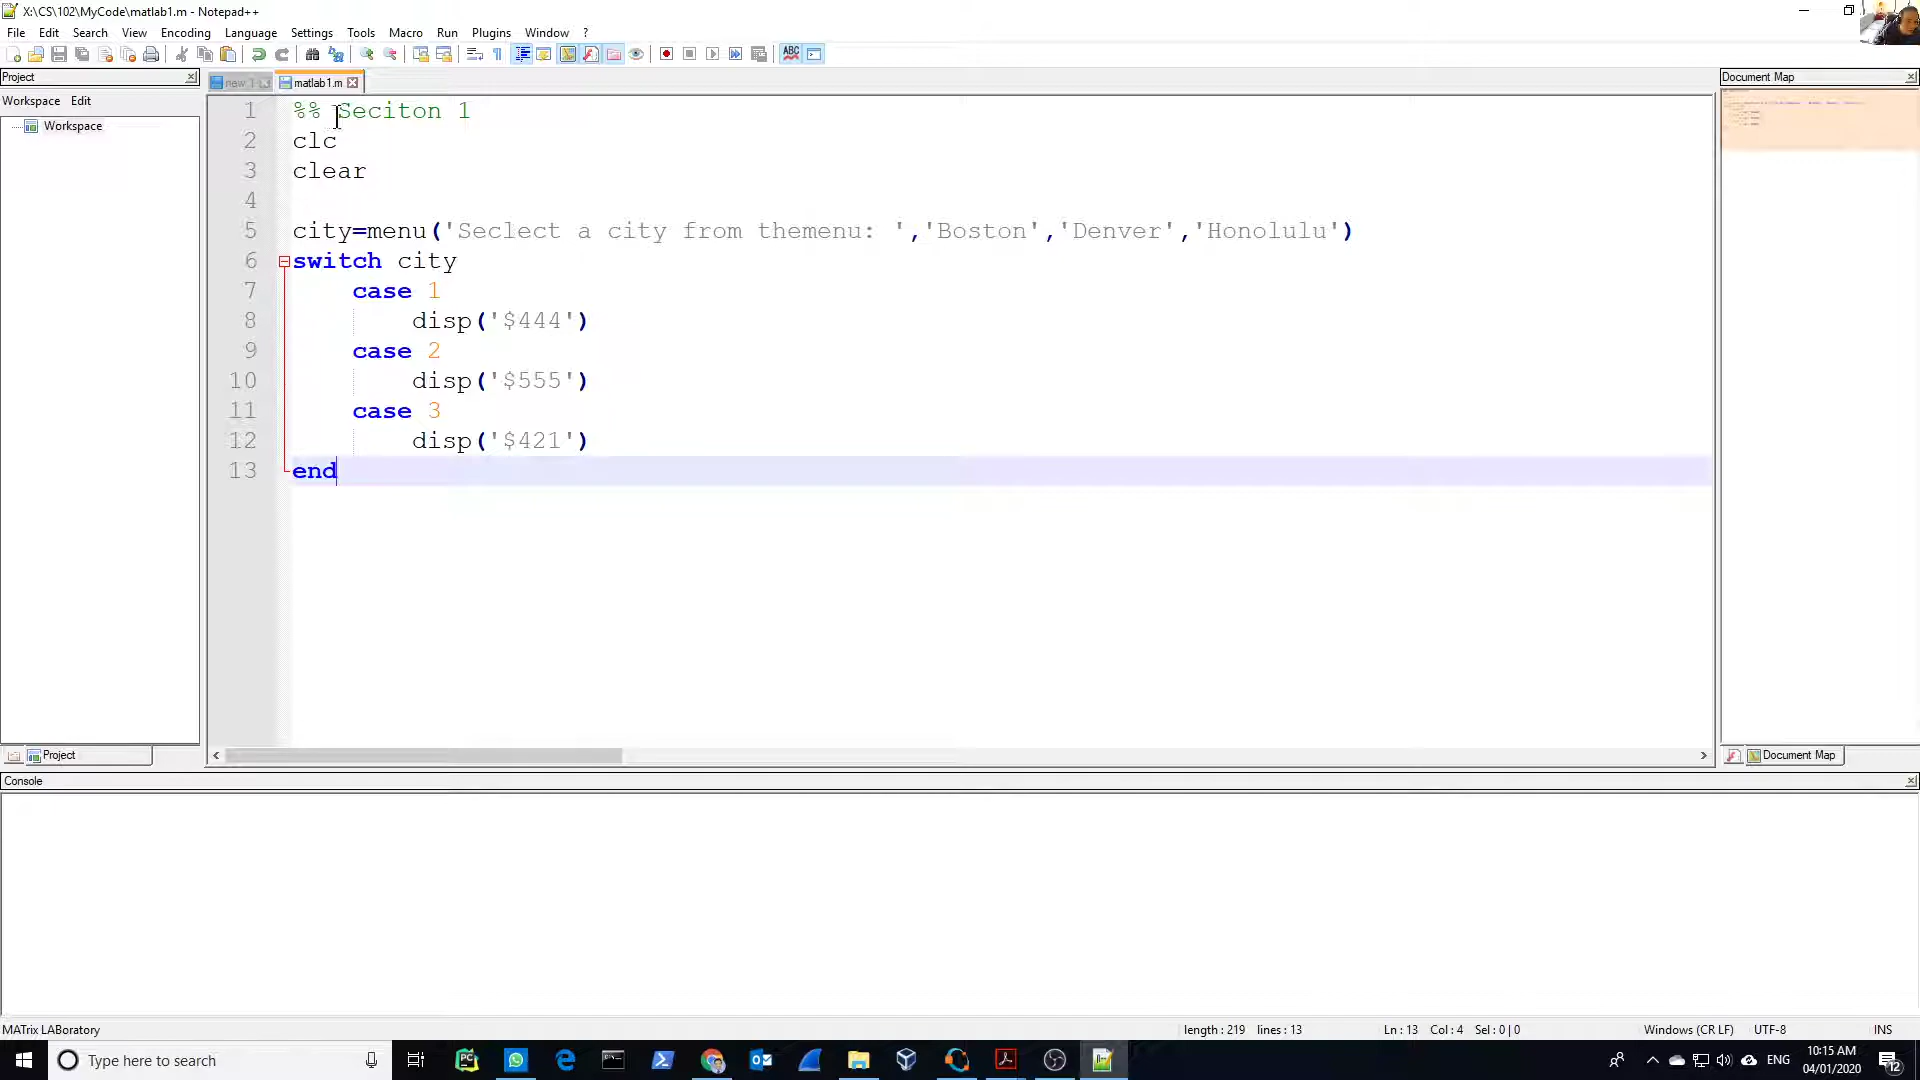 X:\CS\102\MyCode\matlab1.m - Notepad++
File Edit Search View Encoding Language Settings Tools Macro Run Plugins Window ?
Project
new 1 matlab1.m
Document Map
Workspace Edit
Workspace
1 %% Seciton 1
2 clc
3 clear
4
5 city=menu('Seclect a city from themenu: ','Boston','Denver','Honolulu')
6 switch city
7 case 1
8 disp('$444')
9 case 2
10 disp('$555')
11 case 3
12 disp('$421')
13 end
Project
Document Map
Console
MATrix LABoratory length : 219 lines : 13 Ln : 13 Col : 4 Sel : 0 | 0 Windows (CR LF) UTF-8 INS
Type here to search
ENG
10:15 AM
04/01/2020
12